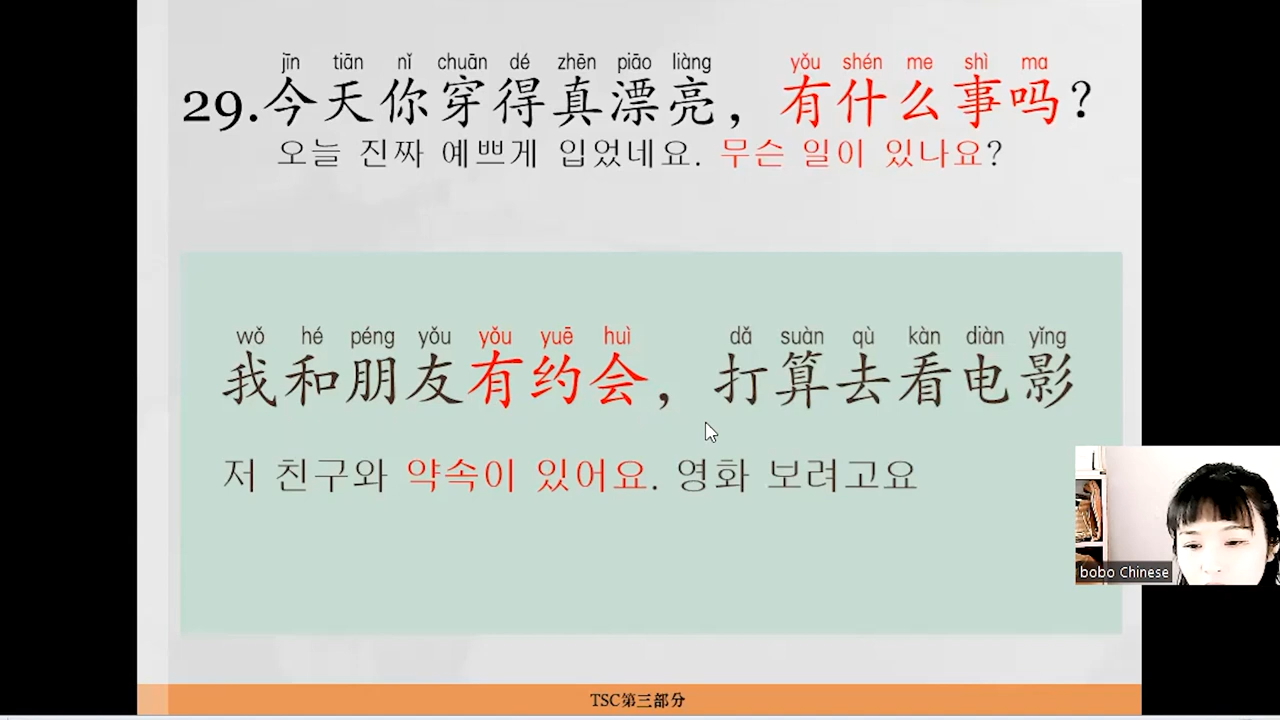 jīn tiān nǐ chuān dé zhēn piāo liàng yǒu shén me shì ma
29.今天你穿得真漂亮，有什么事吗？
오늘 진짜 예쁘게 입었네요. 무슨 일이 있나요?
wǒ hé péng yǒu yǒu yuē huì dǎ suàn qù kàn diàn yǐng
我和朋友有约会，打算去看电影
저 친구와 약속이 있어요. 영화 보려고요
bobo Chinese
TSC第三部分